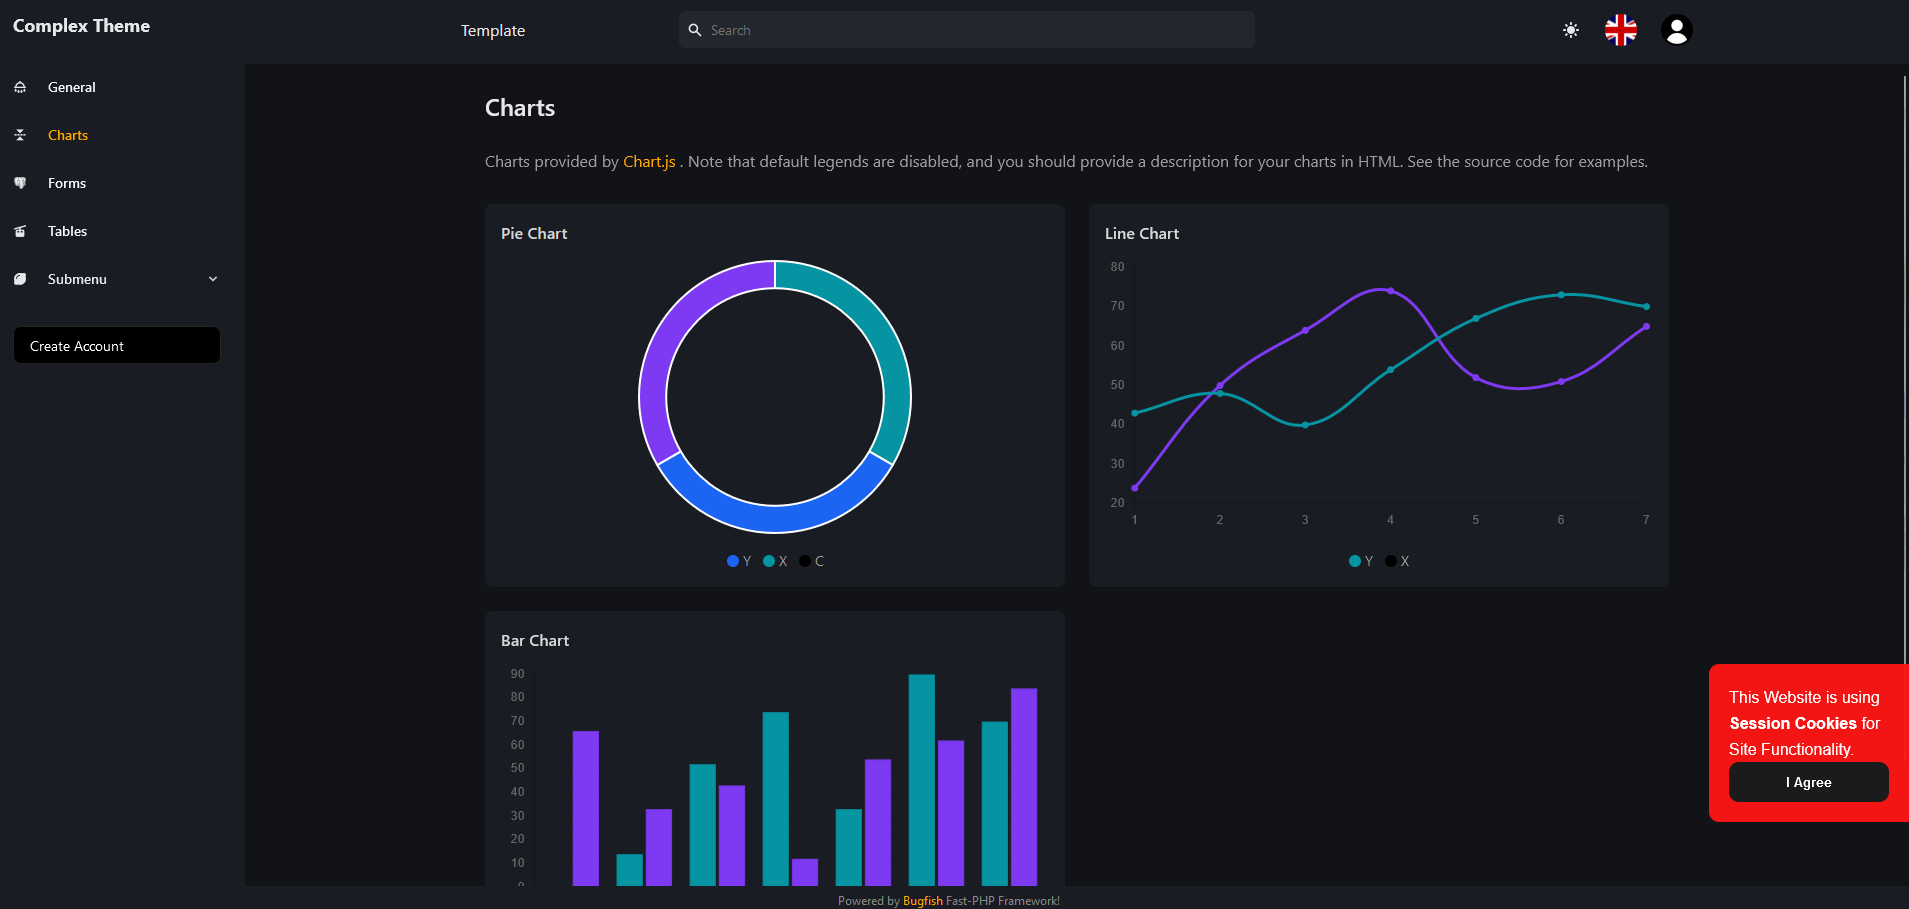 Complex Theme
Template
Search
General
Charts
Forms
Tables
Submenu
Create Account
Charts
Charts provided by Chart.js . Note that default legends are disabled, and you should provide a description for your charts in HTML. See the source code for examples.
Pie Chart
Y X C
Line Chart
80
70
60
50
40
30
20
1 2 3 4 5 6 7
Y X
Bar Chart
90
80
70
60
50
40
30
20
10
0
This Website is using
Session Cookies for
Site Functionality.
I Agree
Powered by Bugfish Fast-PHP Framework!